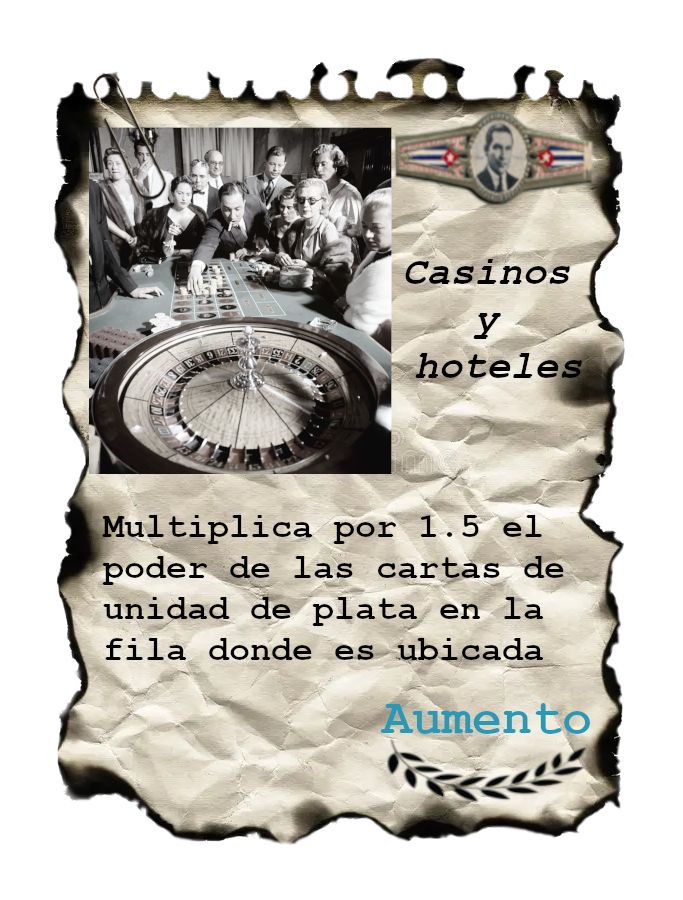 Casinos
y
hoteles
Multiplica por 1.5 el
poder de las cartas de
unidad de plata en la
fila donde es ubicada
Aumento